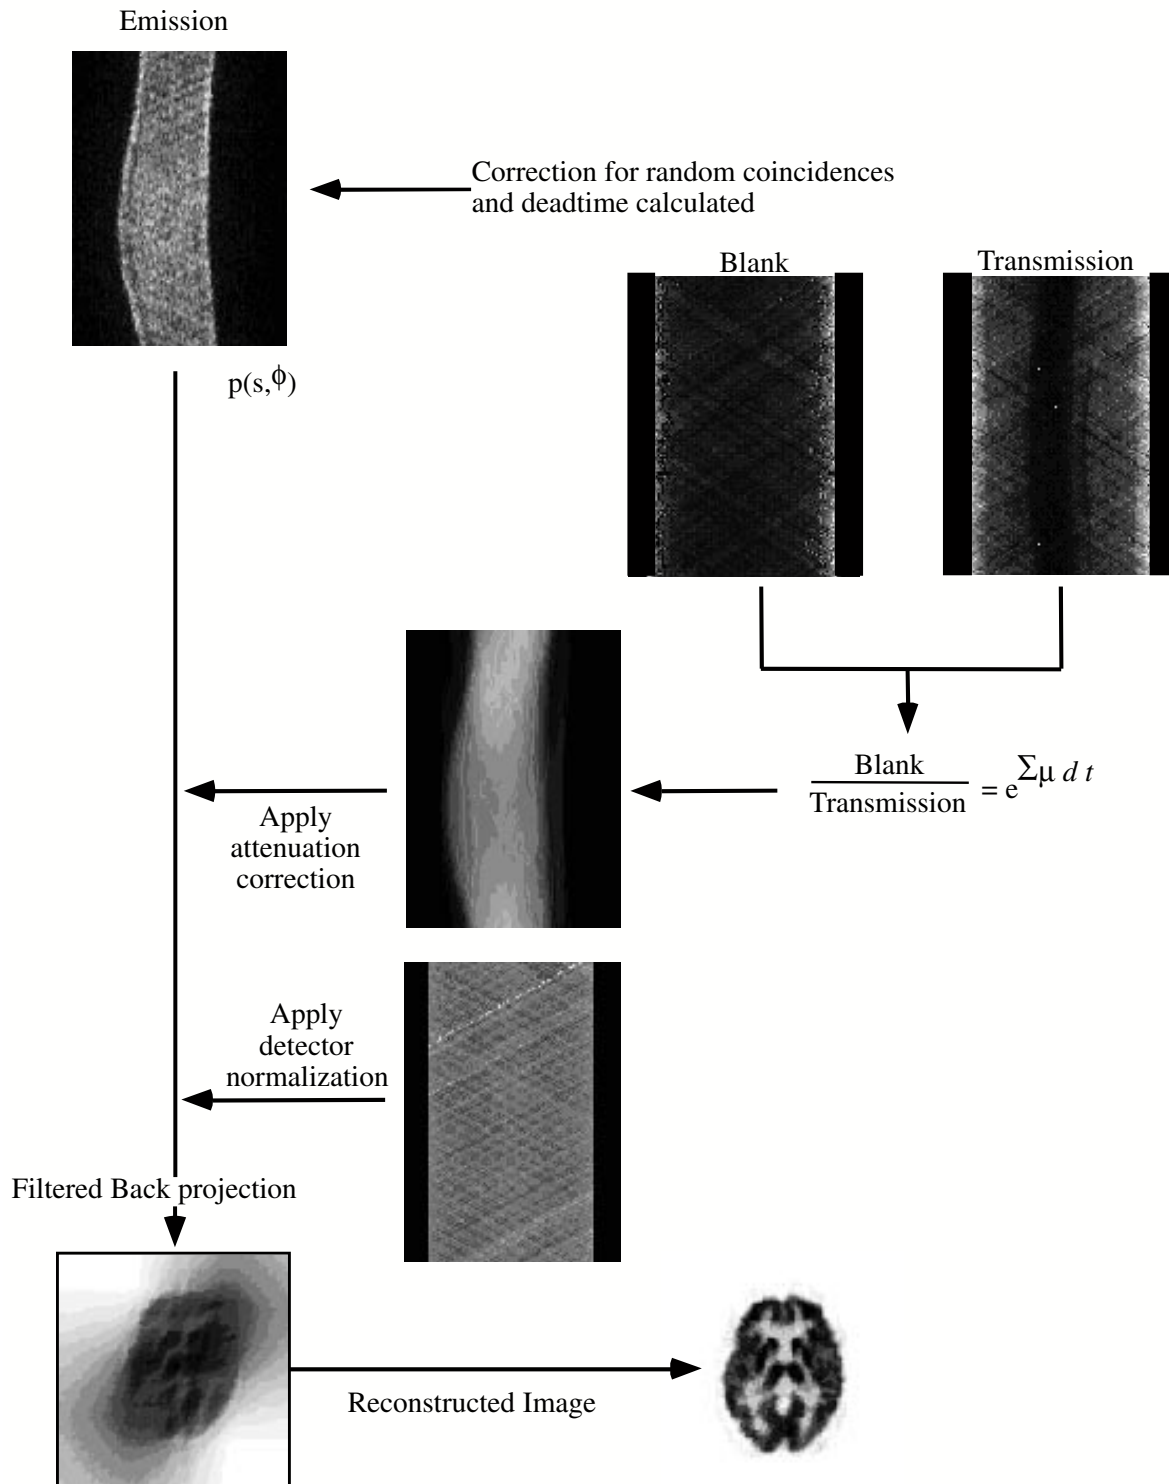 Emission
Correction for random coincidences
and deadtime calculated
Blank
Transmission
p(s,ϕ)
Blank
Transmission
= e^Σμ d t
Apply
attenuation
correction
Apply
detector
normalization
Filtered Back projection
Reconstructed Image